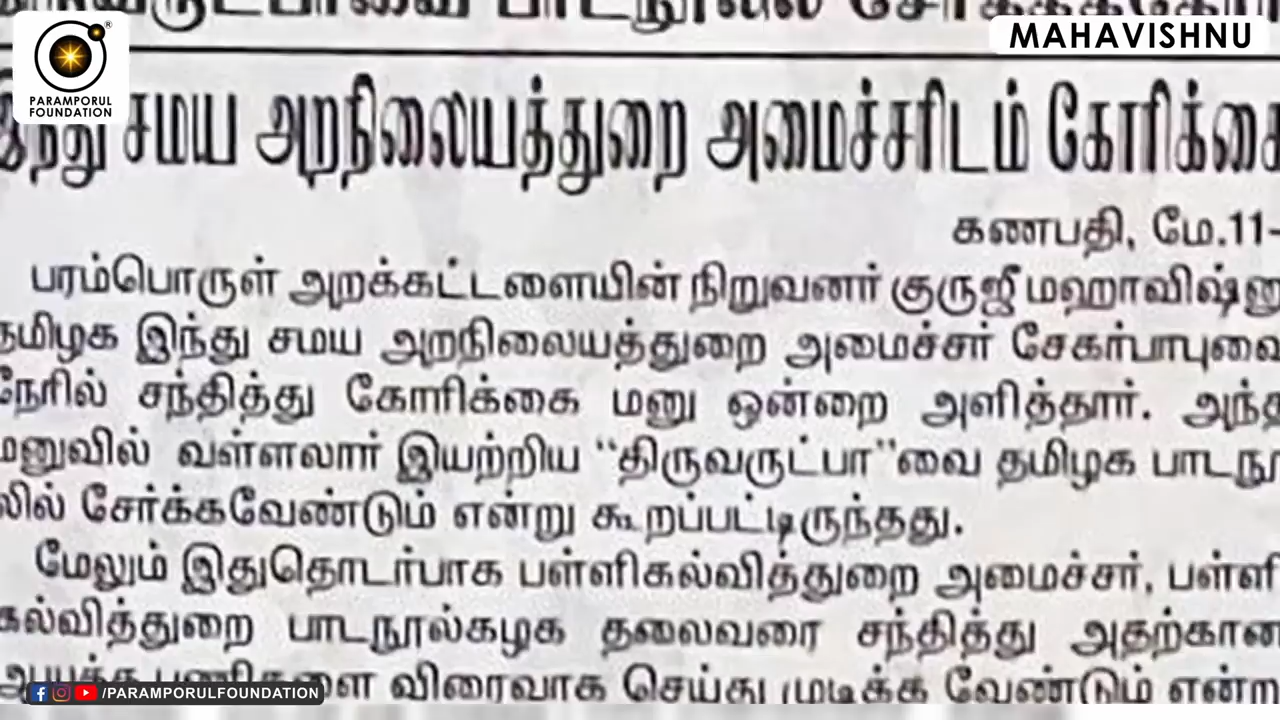 PARAMPORUL
FOUNDATION
MAHAVISHNU
சமய அறநிலையத்துறை அமைச்சரிடம் கோரிக்கை
கணபதி, மே.11-
பரம்பொருள் அறக்கட்டளையின் நிறுவனர் குருஜீ மஹாவிஷ்ணு
தமிழக இந்து சமய அறநிலையத்துறை அமைச்சர் சேகர்பாபுவை
நேரில் சந்தித்து கோரிக்கை மனு ஒன்றை அளித்தார். அந்த
மனுவில் வள்ளலார் இயற்றிய "திருவருட்பா"வை தமிழக பாடநூ
லில் சேர்க்கவேண்டும் என்று கூறப்பட்டிருந்தது.
மேலும் இதுதொடர்பாக பள்ளிகல்வித்துறை அமைச்சர், பள்ளி
கல்வித்துறை பாடநூல்கழக தலைவரை சந்தித்து அதற்கான
விரைவாக செய்து முடிக்க வேண்டும்
/PARAMPORULFOUNDATION